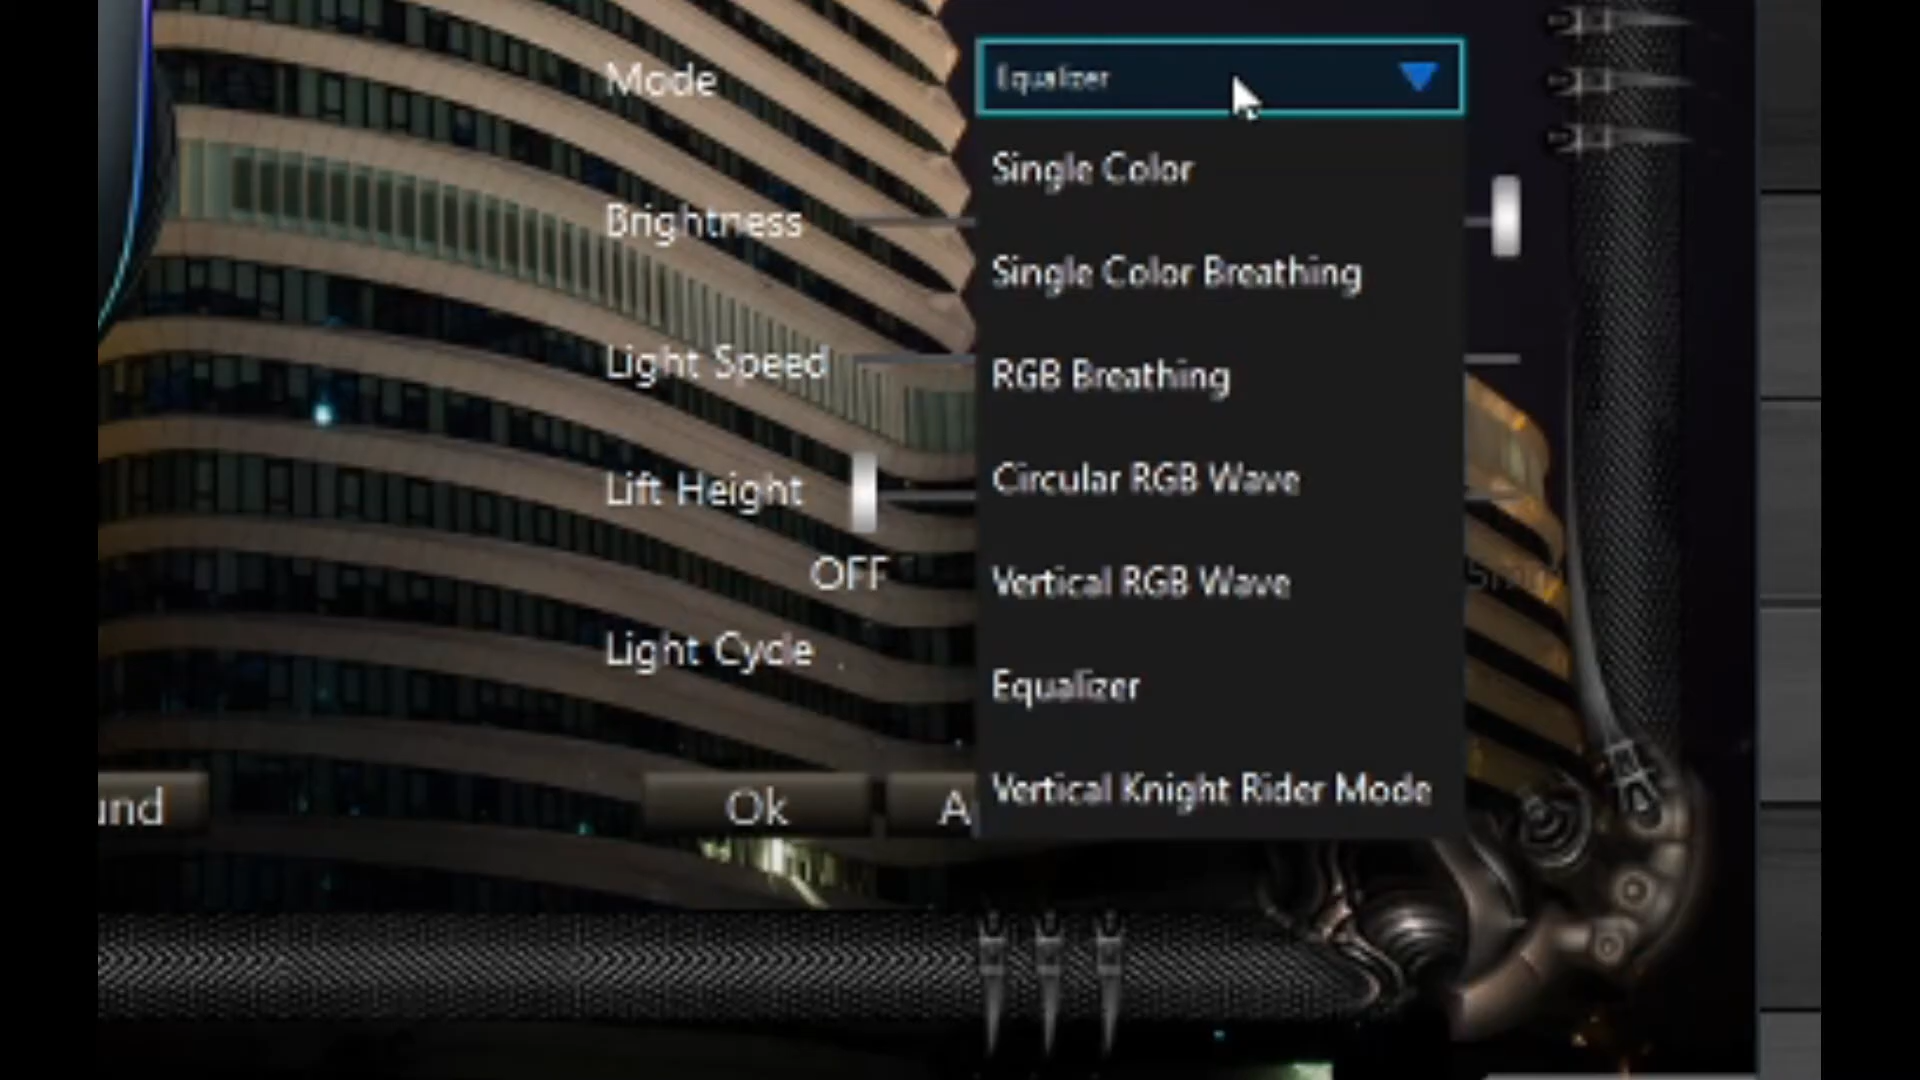 Mode
Equalizer
Single Color
Brightness
Single Color Breathing
Light Speed
RGB Breathing
Lift Height
Circular RGB Wave
OFF
Vertical RGB Wave
Light Cycle
Equalizer
und
Ok
A
Vertical Knight Rider Mode